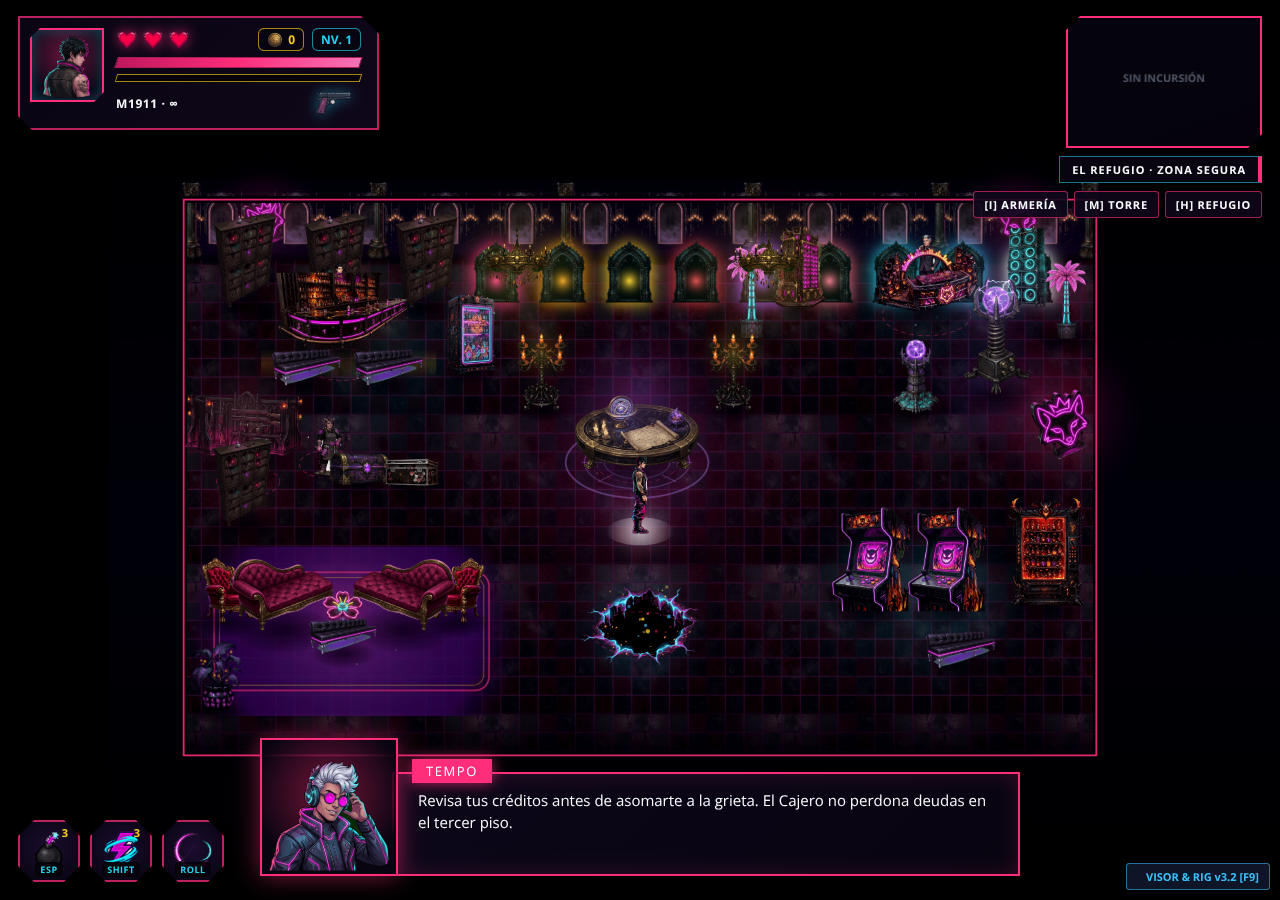 0
NV. 1
M1911 · ∞
SIN INCURSIÓN
EL REFUGIO · ZONA SEGURA
[I] ARMERÍA
[M] TORRE
[H] REFUGIO
TEMPO
Revisa tus créditos antes de asomarte a la grieta. El Cajero no perdona deudas en
el tercer piso.
3
ESP
3
SHIFT
ROLL
VISOR & RIG v3.2 [F9]